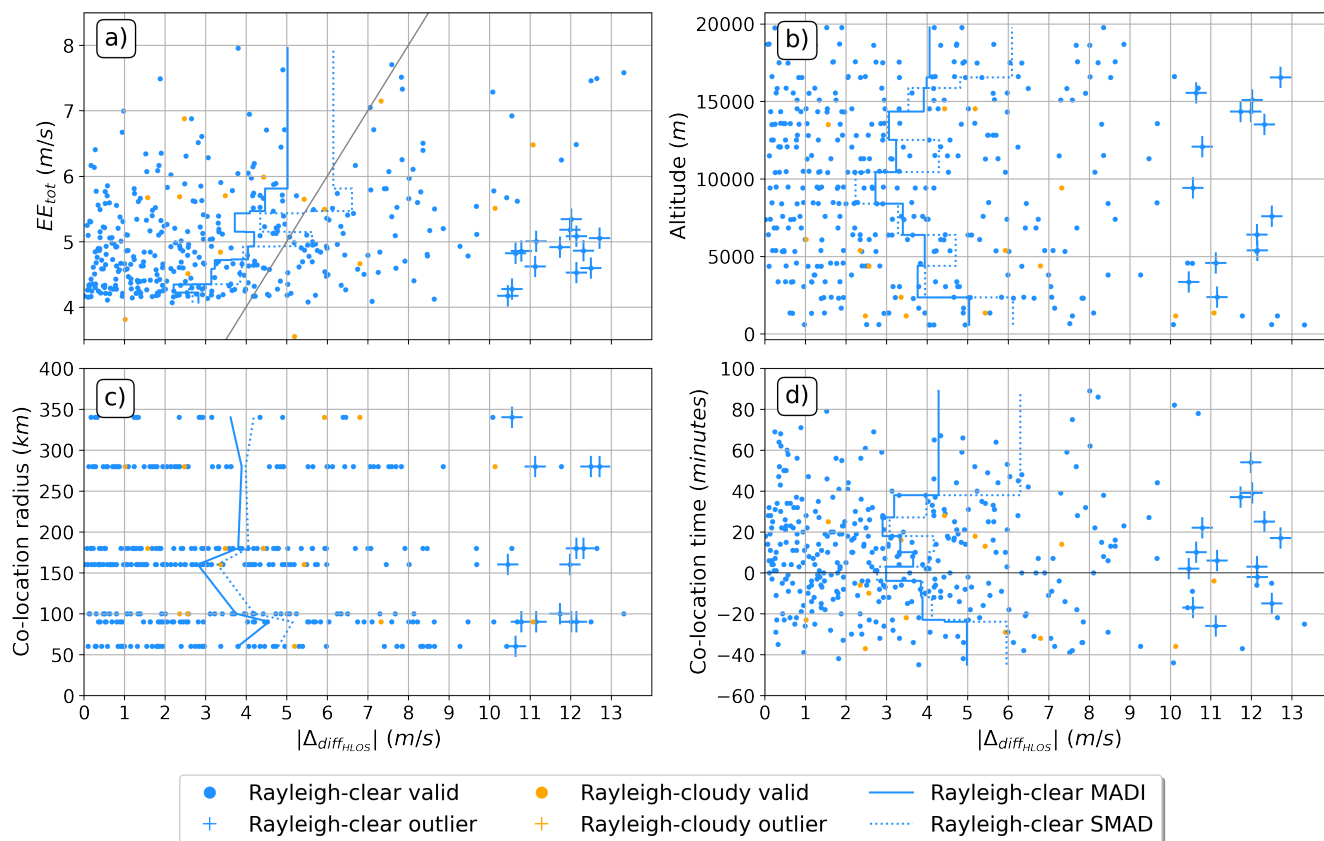 a)
EE_tot (m/s)
8
7
6
5
4
b)
Altitude (m)
20000
15000
10000
5000
0
c)
Co-location radius (km)
400
350
300
250
200
150
100
50
0
0 1 2 3 4 5 6 7 8 9 10 11 12 13
|Δ_diff_HLOS| (m/s)
d)
Co-location time (minutes)
100
80
60
40
20
0
−20
−40
−60
0 1 2 3 4 5 6 7 8 9 10 11 12 13
|Δ_diff_HLOS| (m/s)
Rayleigh-clear valid Rayleigh-cloudy valid Rayleigh-clear MADI
Rayleigh-clear outlier Rayleigh-cloudy outlier Rayleigh-clear SMAD